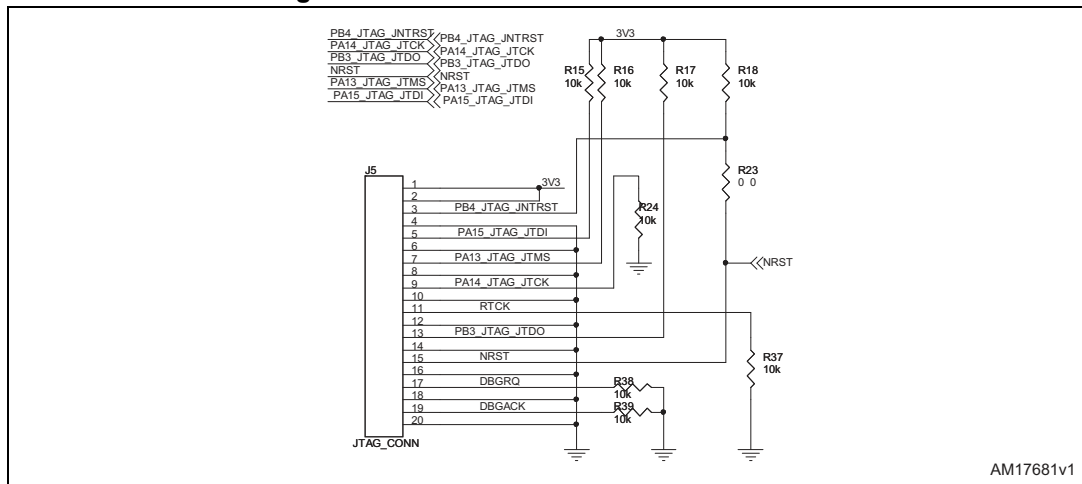 PB4_JTAG_JNTRST PB4_JTAG_JNTRST
PA14_JTAG_JTCK PA14_JTAG_JTCK
PB3_JTAG_JTDO PB3_JTAG_JTDO
NRST NRST
PA13_JTAG_JTMS PA13_JTAG_JTMS
PA15_JTAG_JTDI PA15_JTAG_JTDI
3V3
R15 R16 R17 R18
10k 10k 10k 10k
R23
0 0
J5
1 3V3
2
3 PB4_JTAG_JNTRST
4
5 PA15_JTAG_JTDI
6
7 PA13_JTAG_JTMS
8
9 PA14_JTAG_JTCK
10
11 RTCK
12
13 PB3_JTAG_JTDO
14
15 NRST
16
17 DBGRQ
18
19 DBGACK
20
JTAG_CONN
R24
10k
NRST
R37
10k
R38
10k
R39
10k
AM17681v1